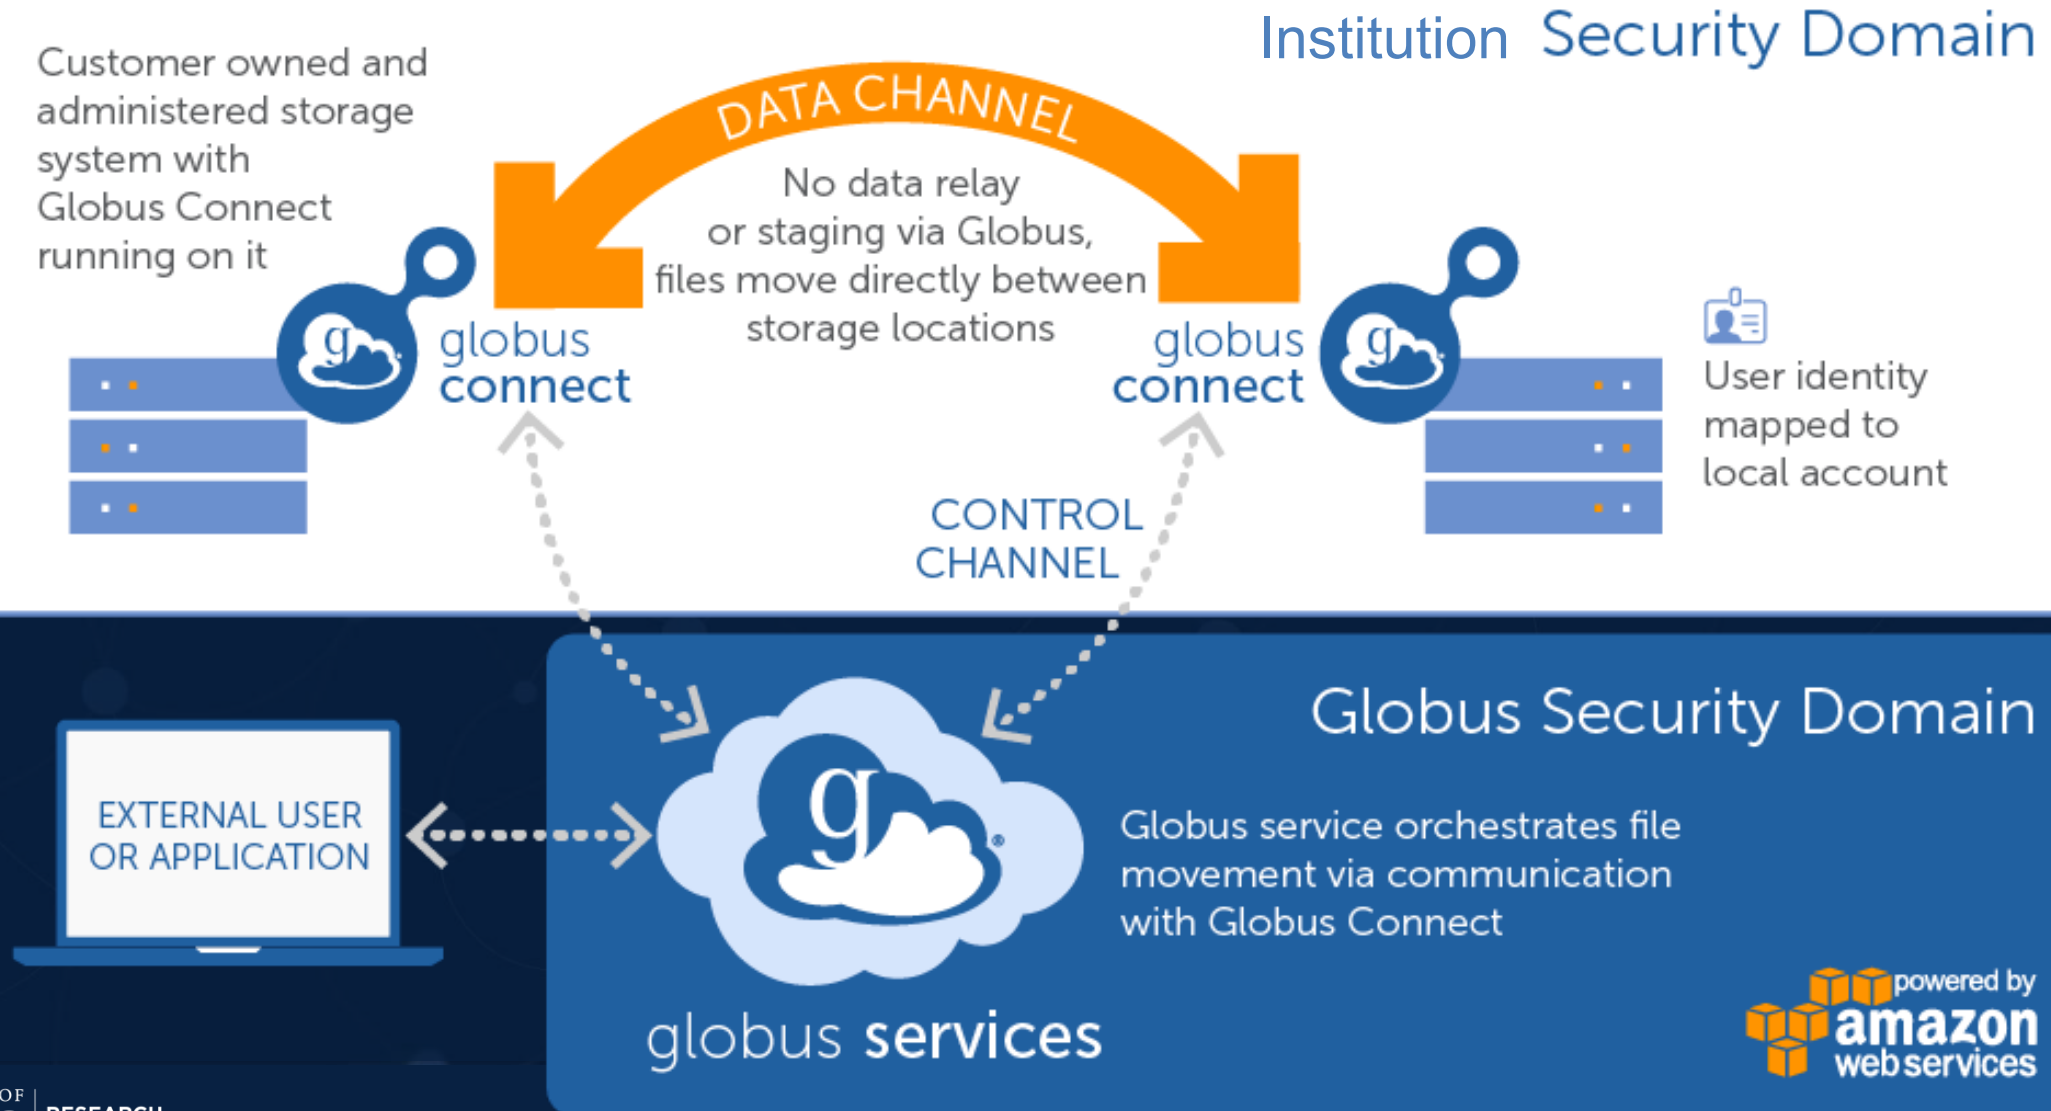 Institution Security Domain
Customer owned and
administered storage
system with
Globus Connect
running on it
DATA CHANNEL
No data relay
or staging via Globus,
files move directly between
storage locations
g
globus
connect
globus
connect
g
User identity
mapped to
local account
CONTROL
CHANNEL
Globus Security Domain
EXTERNAL USER
OR APPLICATION
g
®
Globus service orchestrates file
movement via communication
with Globus Connect
globus services
powered by
amazon
webservices
OF
RESEARCH